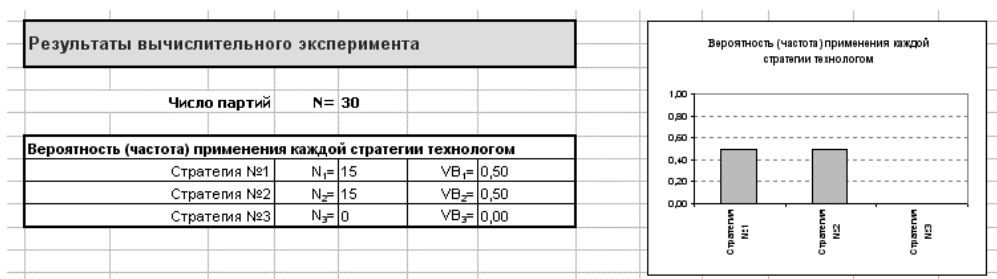 Результаты вычислительного эксперимента
Число партий N= 30
Вероятность (частота) применения каждой стратегии технологом
Стратегия №1 N₁= 15 VB₁= 0,50
Стратегия №2 N₂= 15 VB₂= 0,50
Стратегия №3 N₃= 0 VB₃= 0,00
Вероятность (частота) применения каждой
стратегии технологом
1,00
0,80
0,60
0,40
0,20
0,00
Стратегия
№1
Стратегия
№2
Стратегия
№3